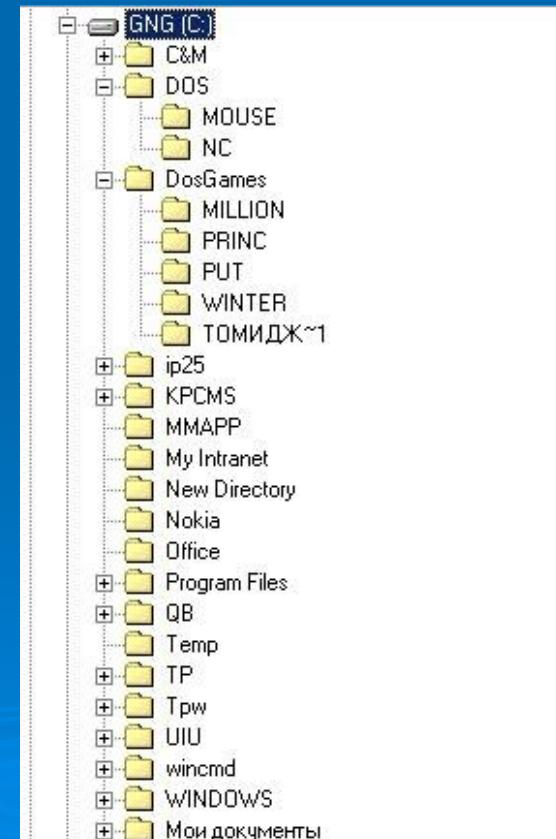 GNG (C:)
C&M
DOS
MOUSE
NC
DosGames
MILLION
PRINC
PUT
WINTER
ТОМИДЖ~1
ip25
KPCMS
MMAPP
My Intranet
New Directory
Nokia
Office
Program Files
QB
Temp
TP
Tpw
UIU
wincmd
WINDOWS
Мои документы